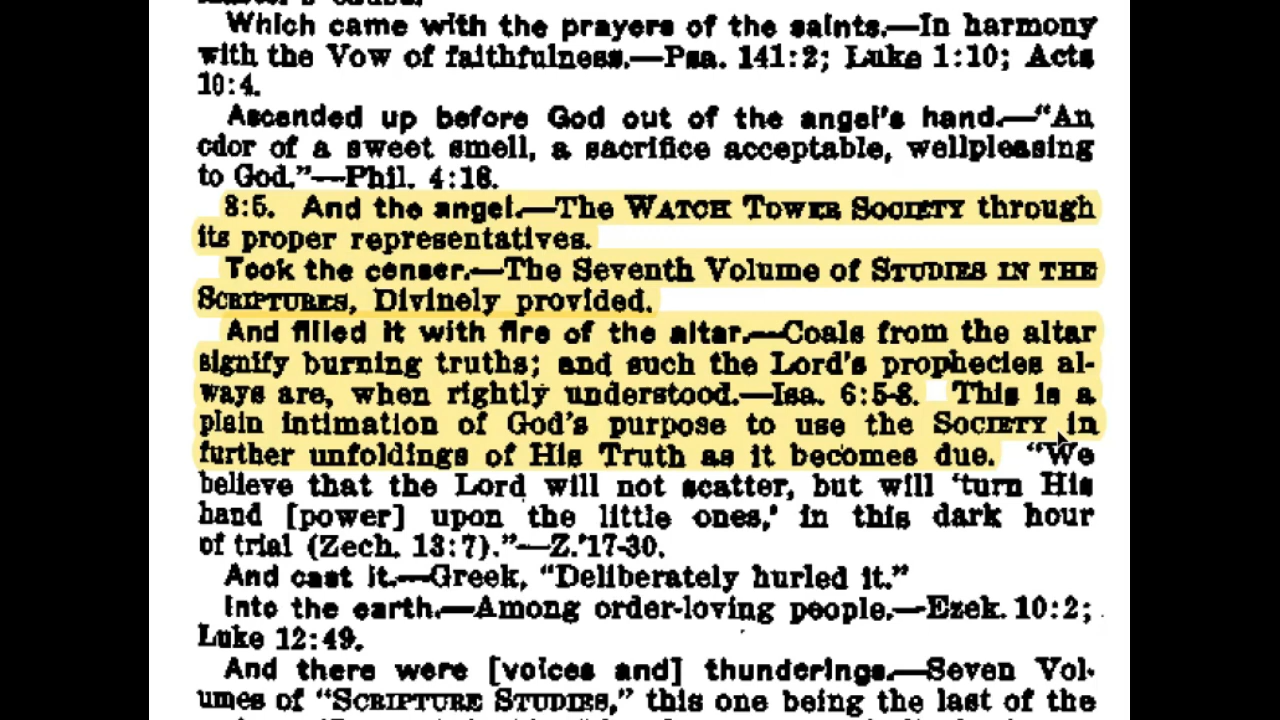 Which came with the prayers of the saints.—In harmony
with the Vow of faithfulness.—Psa. 141:2; Luke 1:10; Acts
10:4.
Ascended up before God out of the angel's hand.—"An
odor of a sweet smell, a sacrifice acceptable, wellpleasing
to God."—Phil. 4:18.
8:5. And the angel.—The WATCH TOWER SOCIETY through
its proper representatives.
Took the censer.—The Seventh Volume of STUDIES IN THE
SCRIPTURES, Divinely provided.
And filled it with fire of the altar.—Coals from the altar
signify burning truths; and such the Lord's prophecies al-
ways are, when rightly understood.—Isa. 6:5-8. This is a
plain intimation of God's purpose to use the SOCIETY in
further unfoldings of His Truth as it becomes due. "We
believe that the Lord will not scatter, but will 'turn His
hand [power] upon the little ones,' in this dark hour
of trial (Zech. 13:7)."—Z.'17-30.
And cast it.—Greek, "Deliberately hurled it."
Into the earth.—Among order-loving people.—Ezek. 10:2;
Luke 12:49.
And there were [voices and] thunderings.—Seven Vol-
umes of "SCRIPTURE STUDIES," this one being the last of the